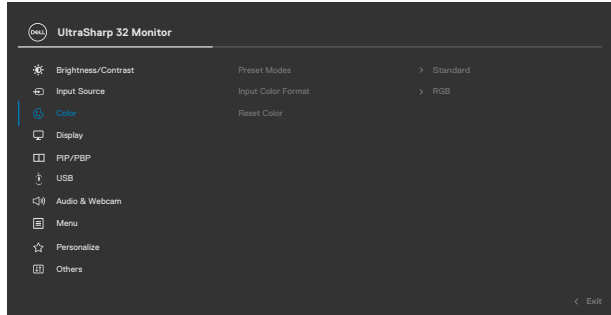 DELL UltraSharp 32 Monitor
Brightness/Contrast Preset Modes > Standard
Input Source Input Color Format > RGB
Color Reset Color
Display
PIP/PBP
USB
Audio & Webcam
Menu
Personalize
Others
< Exit